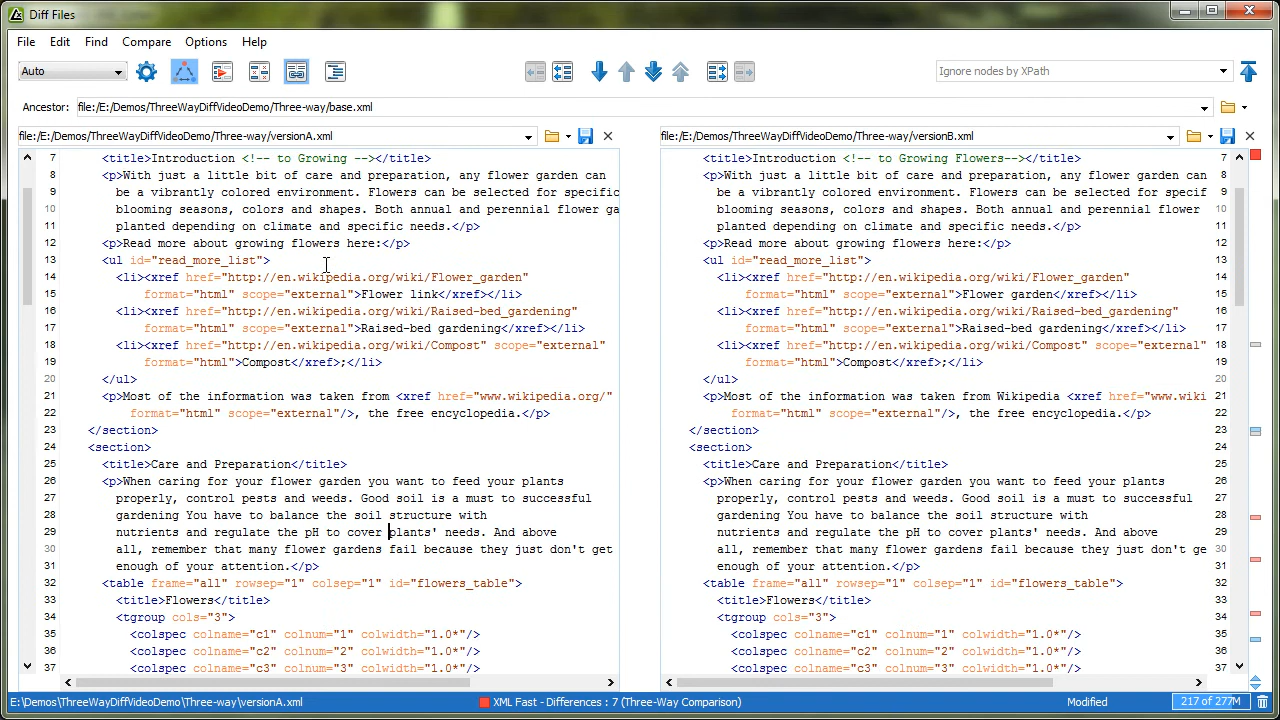 Diff Files
File Edit Find Compare Options Help
Auto
Ignore nodes by XPath
Ancestor: file:/E:/Demos/ThreeWayDiffVideoDemo/Three-way/base.xml
file:/E:/Demos/ThreeWayDiffVideoDemo/Three-way/versionA.xml
7 <title>Introduction <!-- to Growing --></title>
8 <p>With just a little bit of care and preparation, any flower garden can
9 be a vibrantly colored environment. Flowers can be selected for specific
10 blooming seasons, colors and shapes. Both annual and perennial flower ga
11 planted depending on climate and specific needs.</p>
12 <p>Read more about growing flowers here:</p>
13 <ul id="read_more_list">
14 <li><xref href="http://en.wikipedia.org/wiki/Flower_garden"
15 format="html" scope="external">Flower link</xref></li>
16 <li><xref href="http://en.wikipedia.org/wiki/Raised-bed_gardening"
17 format="html" scope="external">Raised-bed gardening</xref></li>
18 <li><xref href="http://en.wikipedia.org/wiki/Compost" scope="external"
19 format="html">Compost</xref>;</li>
20 </ul>
21 <p>Most of the information was taken from <xref href="www.wikipedia.org/"
22 format="html" scope="external"/>, the free encyclopedia.</p>
23 </section>
24 <section>
25 <title>Care and Preparation</title>
26 <p>When caring for your flower garden you want to feed your plants
27 properly, control pests and weeds. Good soil is a must to successful
28 gardening You have to balance the soil structure with
29 nutrients and regulate the pH to cover plants' needs. And above
30 all, remember that many flower gardens fail because they just don't get
31 enough of your attention.</p>
32 <table frame="all" rowsep="1" colsep="1" id="flowers_table">
33 <title>Flowers</title>
34 <tgroup cols="3">
35 <colspec colname="c1" colnum="1" colwidth="1.0*"/>
36 <colspec colname="c2" colnum="2" colwidth="1.0*"/>
37 <colspec colname="c3" colnum="3" colwidth="1.0*"/>
file:/E:/Demos/ThreeWayDiffVideoDemo/Three-way/versionB.xml
<title>Introduction <!-- to Growing Flowers--></title> 7
<p>With just a little bit of care and preparation, any flower garden can 8
be a vibrantly colored environment. Flowers can be selected for specif 9
blooming seasons, colors and shapes. Both annual and perennial flower 10
planted depending on climate and specific needs.</p> 11
<p>Read more about growing flowers here:</p> 12
<ul id="read_more_list"> 13
<li><xref href="http://en.wikipedia.org/wiki/Flower_garden" 14
format="html" scope="external">Flower garden</xref></li> 15
<li><xref href="http://en.wikipedia.org/wiki/Raised-bed_gardening" 16
format="html" scope="external">Raised-bed gardening</xref></li> 17
<li><xref href="http://en.wikipedia.org/wiki/Compost" scope="external 18
format="html">Compost</xref>;</li> 19
</ul> 20
<p>Most of the information was taken from Wikipedia <xref href="www.wiki 21
format="html" scope="external"/>, the free encyclopedia.</p> 22
</section> 23
<section> 24
<title>Care and Preparation</title> 25
<p>When caring for your flower garden you want to feed your plants 26
properly, control pests and weeds. Good soil is a must to successful 27
gardening You have to balance the soil structure with 28
nutrients and regulate the pH to cover plants' needs. And above 29
all, remember that many flower gardens fail because they just don't ge 30
enough of your attention.</p> 31
<table frame="all" rowsep="1" colsep="1" id="flowers_table"> 32
<title>Flowers</title> 33
<tgroup cols="3"> 34
<colspec colname="c1" colnum="1" colwidth="1.0*"/> 35
<colspec colname="c2" colnum="2" colwidth="1.0*"/> 36
<colspec colname="c3" colnum="3" colwidth="1.0*"/> 37
E:\Demos\ThreeWayDiffVideoDemo\Three-way\versionA.xml XML Fast - Differences : 7 (Three-Way Comparison) Modified 217 of 277M